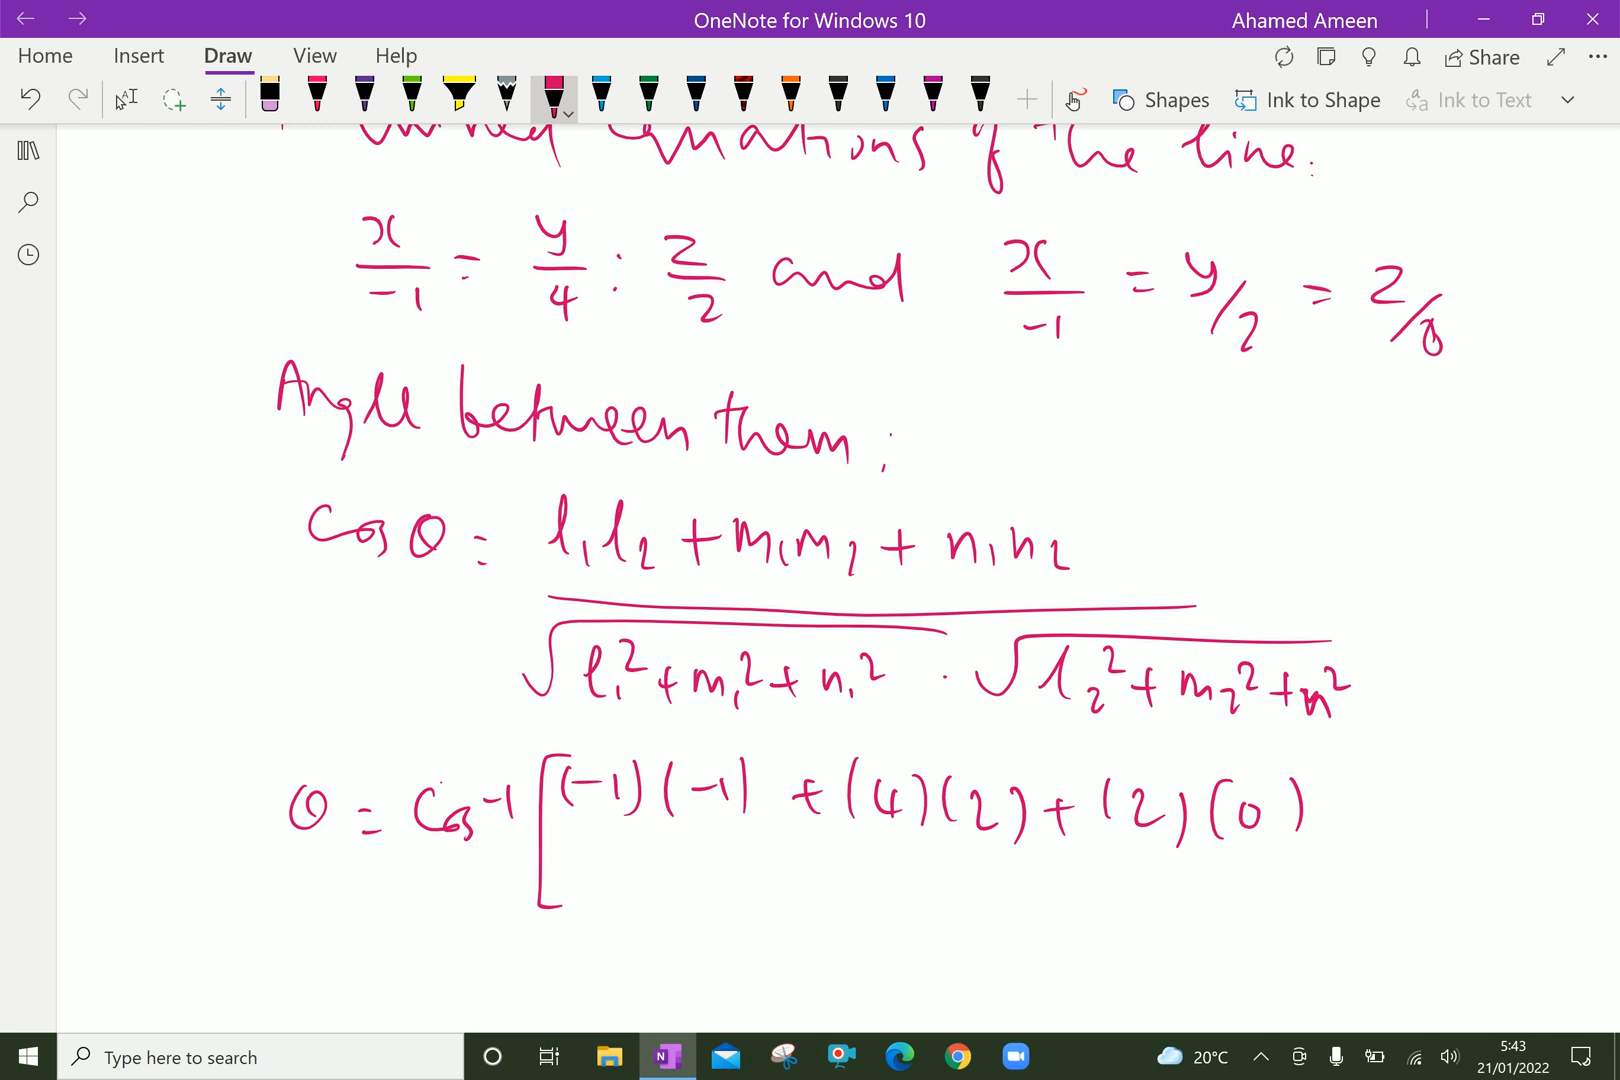 OneNote for Windows 10 Ahamed Ameen
Home Insert Draw View Help Share
Shapes Ink to Shape Ink to Text
equations of the line.
x/-1 = y/4 : z/2 and x/-1 = y/2 = z/0
Angle between them;
Cos θ = l₁l₂ + m₁m₂ + n₁n₂
√l₁² + m₁² + n₁² . √l₂² + m₂² + n²
θ = Cos⁻¹ [(-1)(-1) + (4)(2) + (2)(0)
Type here to search 20°C 5:43
21/01/2022